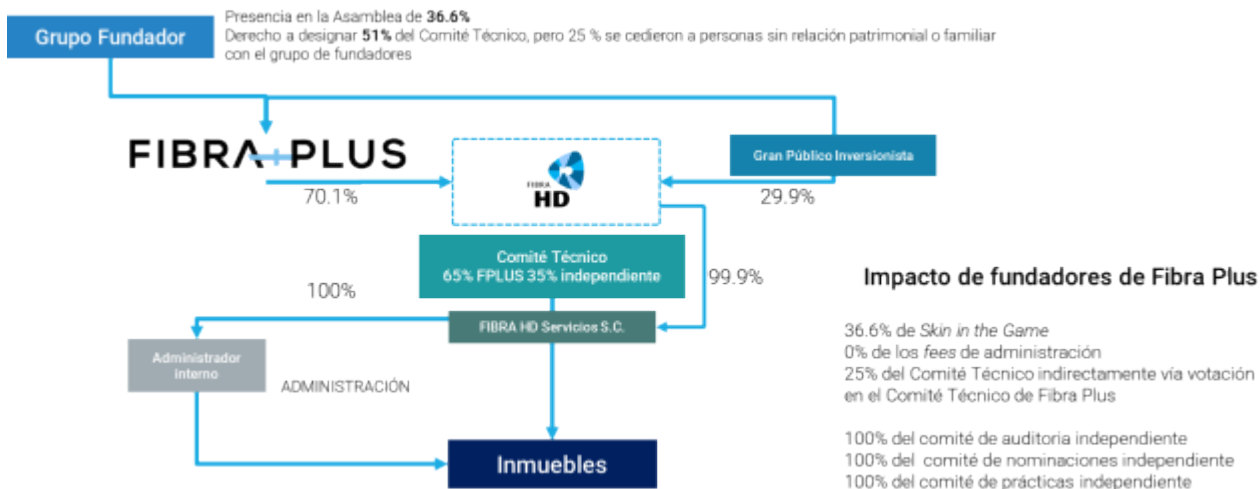 Grupo Fundador
Presencia en la Asamblea de 36.6%
Derecho a designar 51% del Comité Técnico, pero 25 % se cedieron a personas sin relación patrimonial o familiar
con el grupo de fundadores
FIBRA PLUS
FIBRA
HD
Gran Público Inversionista
70.1%
29.9%
Comité Técnico
65% FPLUS 35% independiente
99.9%
100%
FIBRA HD Servicios S.C.
Administrador
interno
ADMINISTRACIÓN
Inmuebles
Impacto de fundadores de Fibra Plus
36.6% de Skin in the Game
0% de los fees de administración
25% del Comité Técnico indirectamente vía votación
en el Comité Técnico de Fibra Plus
100% del comité de auditoria independiente
100% del comité de nominaciones independiente
100% del comité de prácticas independiente